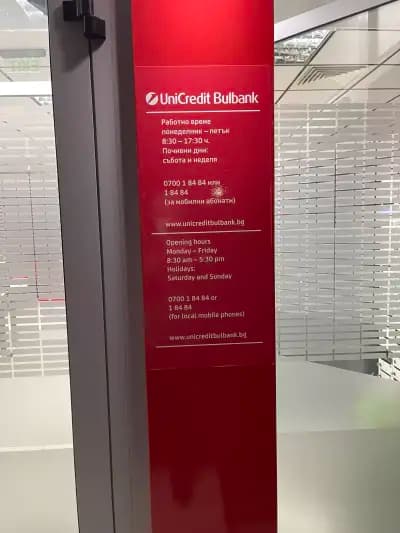 UniCredit Bulbank
Работно време
понеделник – петък
8:30 – 17:30 ч.
Почивни дни:
събота и неделя
0700 1 84 84 или
1 84 84
(за мобилни абонати)
www.unicreditbulbank.bg
Opening hours
Monday – Friday
8:30 am – 5:30 pm
Holidays:
Saturday and Sunday
0700 1 84 84 or
1 84 84
(for local mobile phones)
www.unicreditbulbank.bg